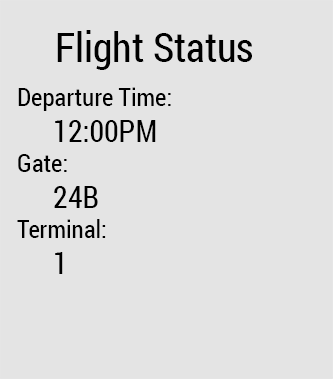 Flight Status
Departure Time:
12:00PM
Gate:
24B
Terminal:
1